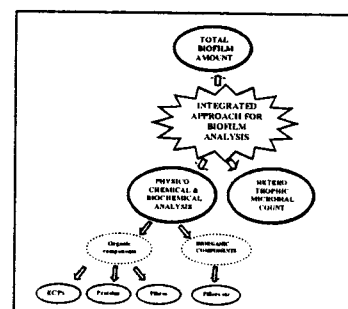 TOTAL
BIOFILM
AMOUNT
INTEGRATED
APPROACH FOR
BIOFILM
ANALYSIS
PHYSICO
CHEMICAL &
BIOCHEMICAL
ANALYSIS
HETERO
TROPHIC
MICROBIAL
COUNT
Organic
components
INORGANIC
COMPONENTS
Proteins